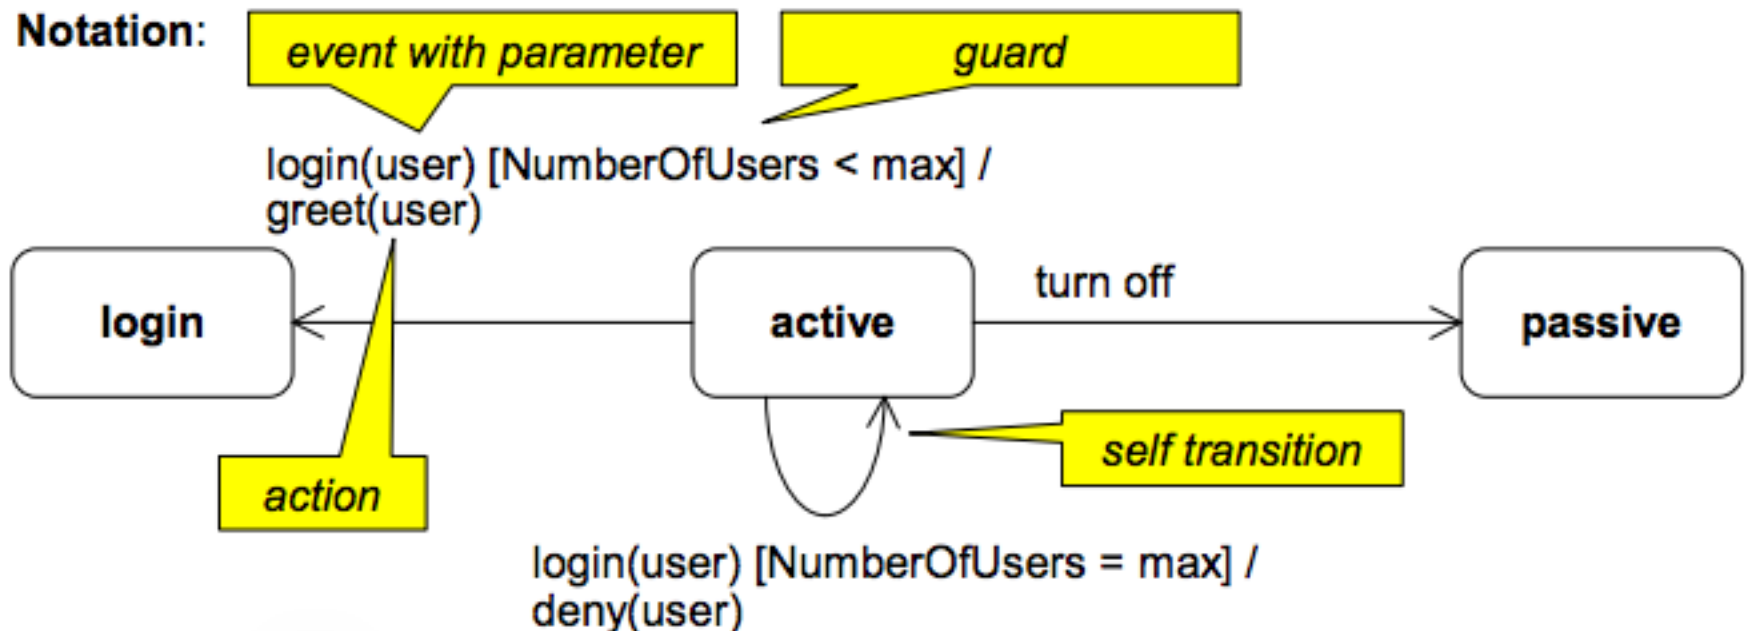 Notation:
event with parameter
guard
login(user) [NumberOfUsers < max] /
greet(user)
login
active
turn off
passive
self transition
action
login(user) [NumberOfUsers = max] /
deny(user)